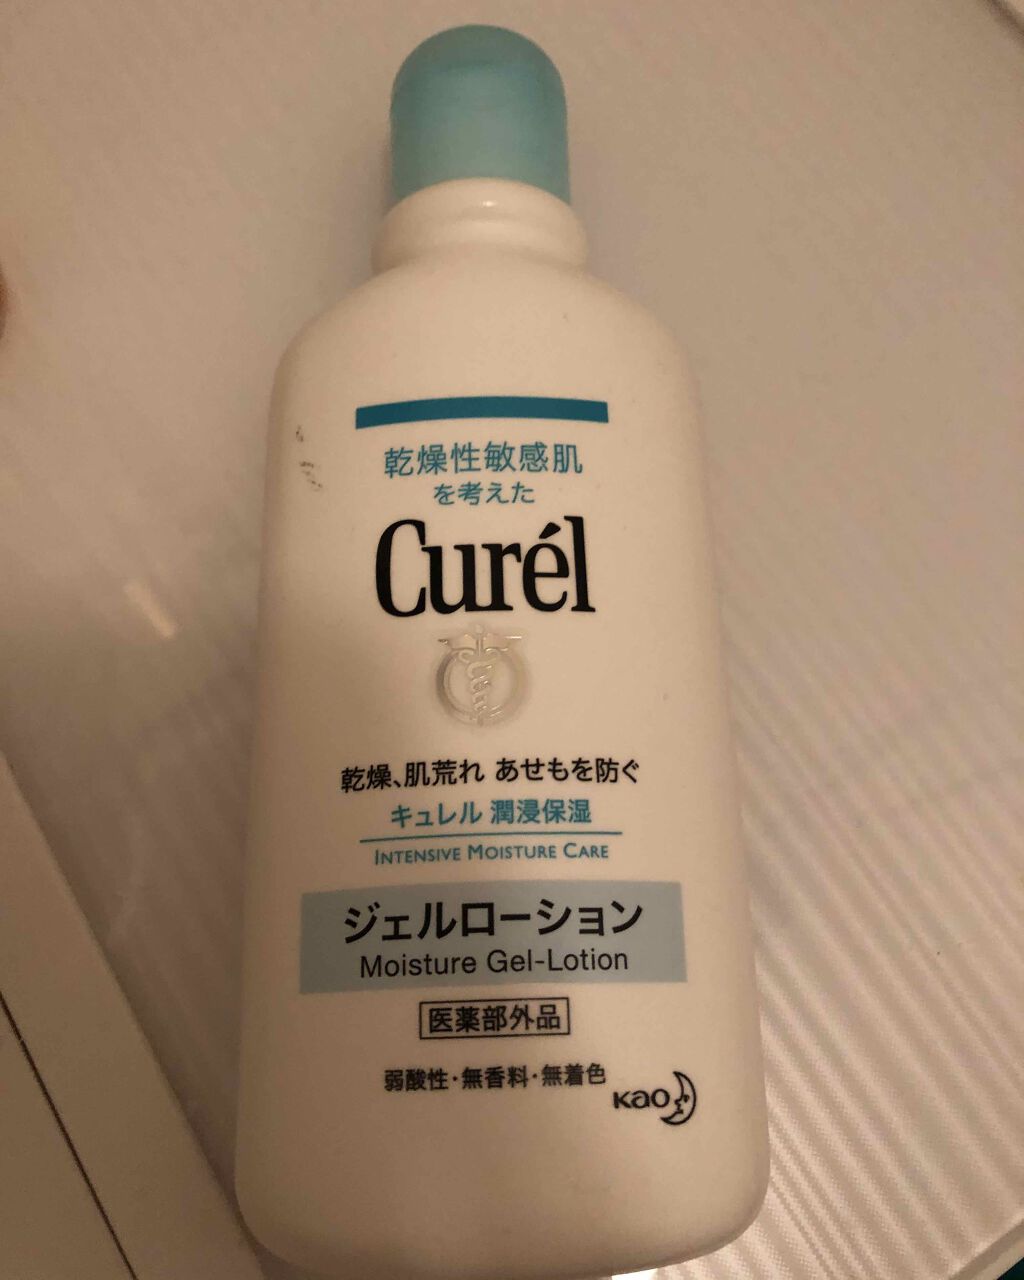 乾燥性敏感肌
を考えた
Curél
乾燥、肌荒れ あせもを防ぐ
キュレル 潤浸保湿
INTENSIVE MOISTURE CARE
ジェルローション
Moisture Gel-Lotion
医薬部外品
弱酸性・無香料・無着色
Kao